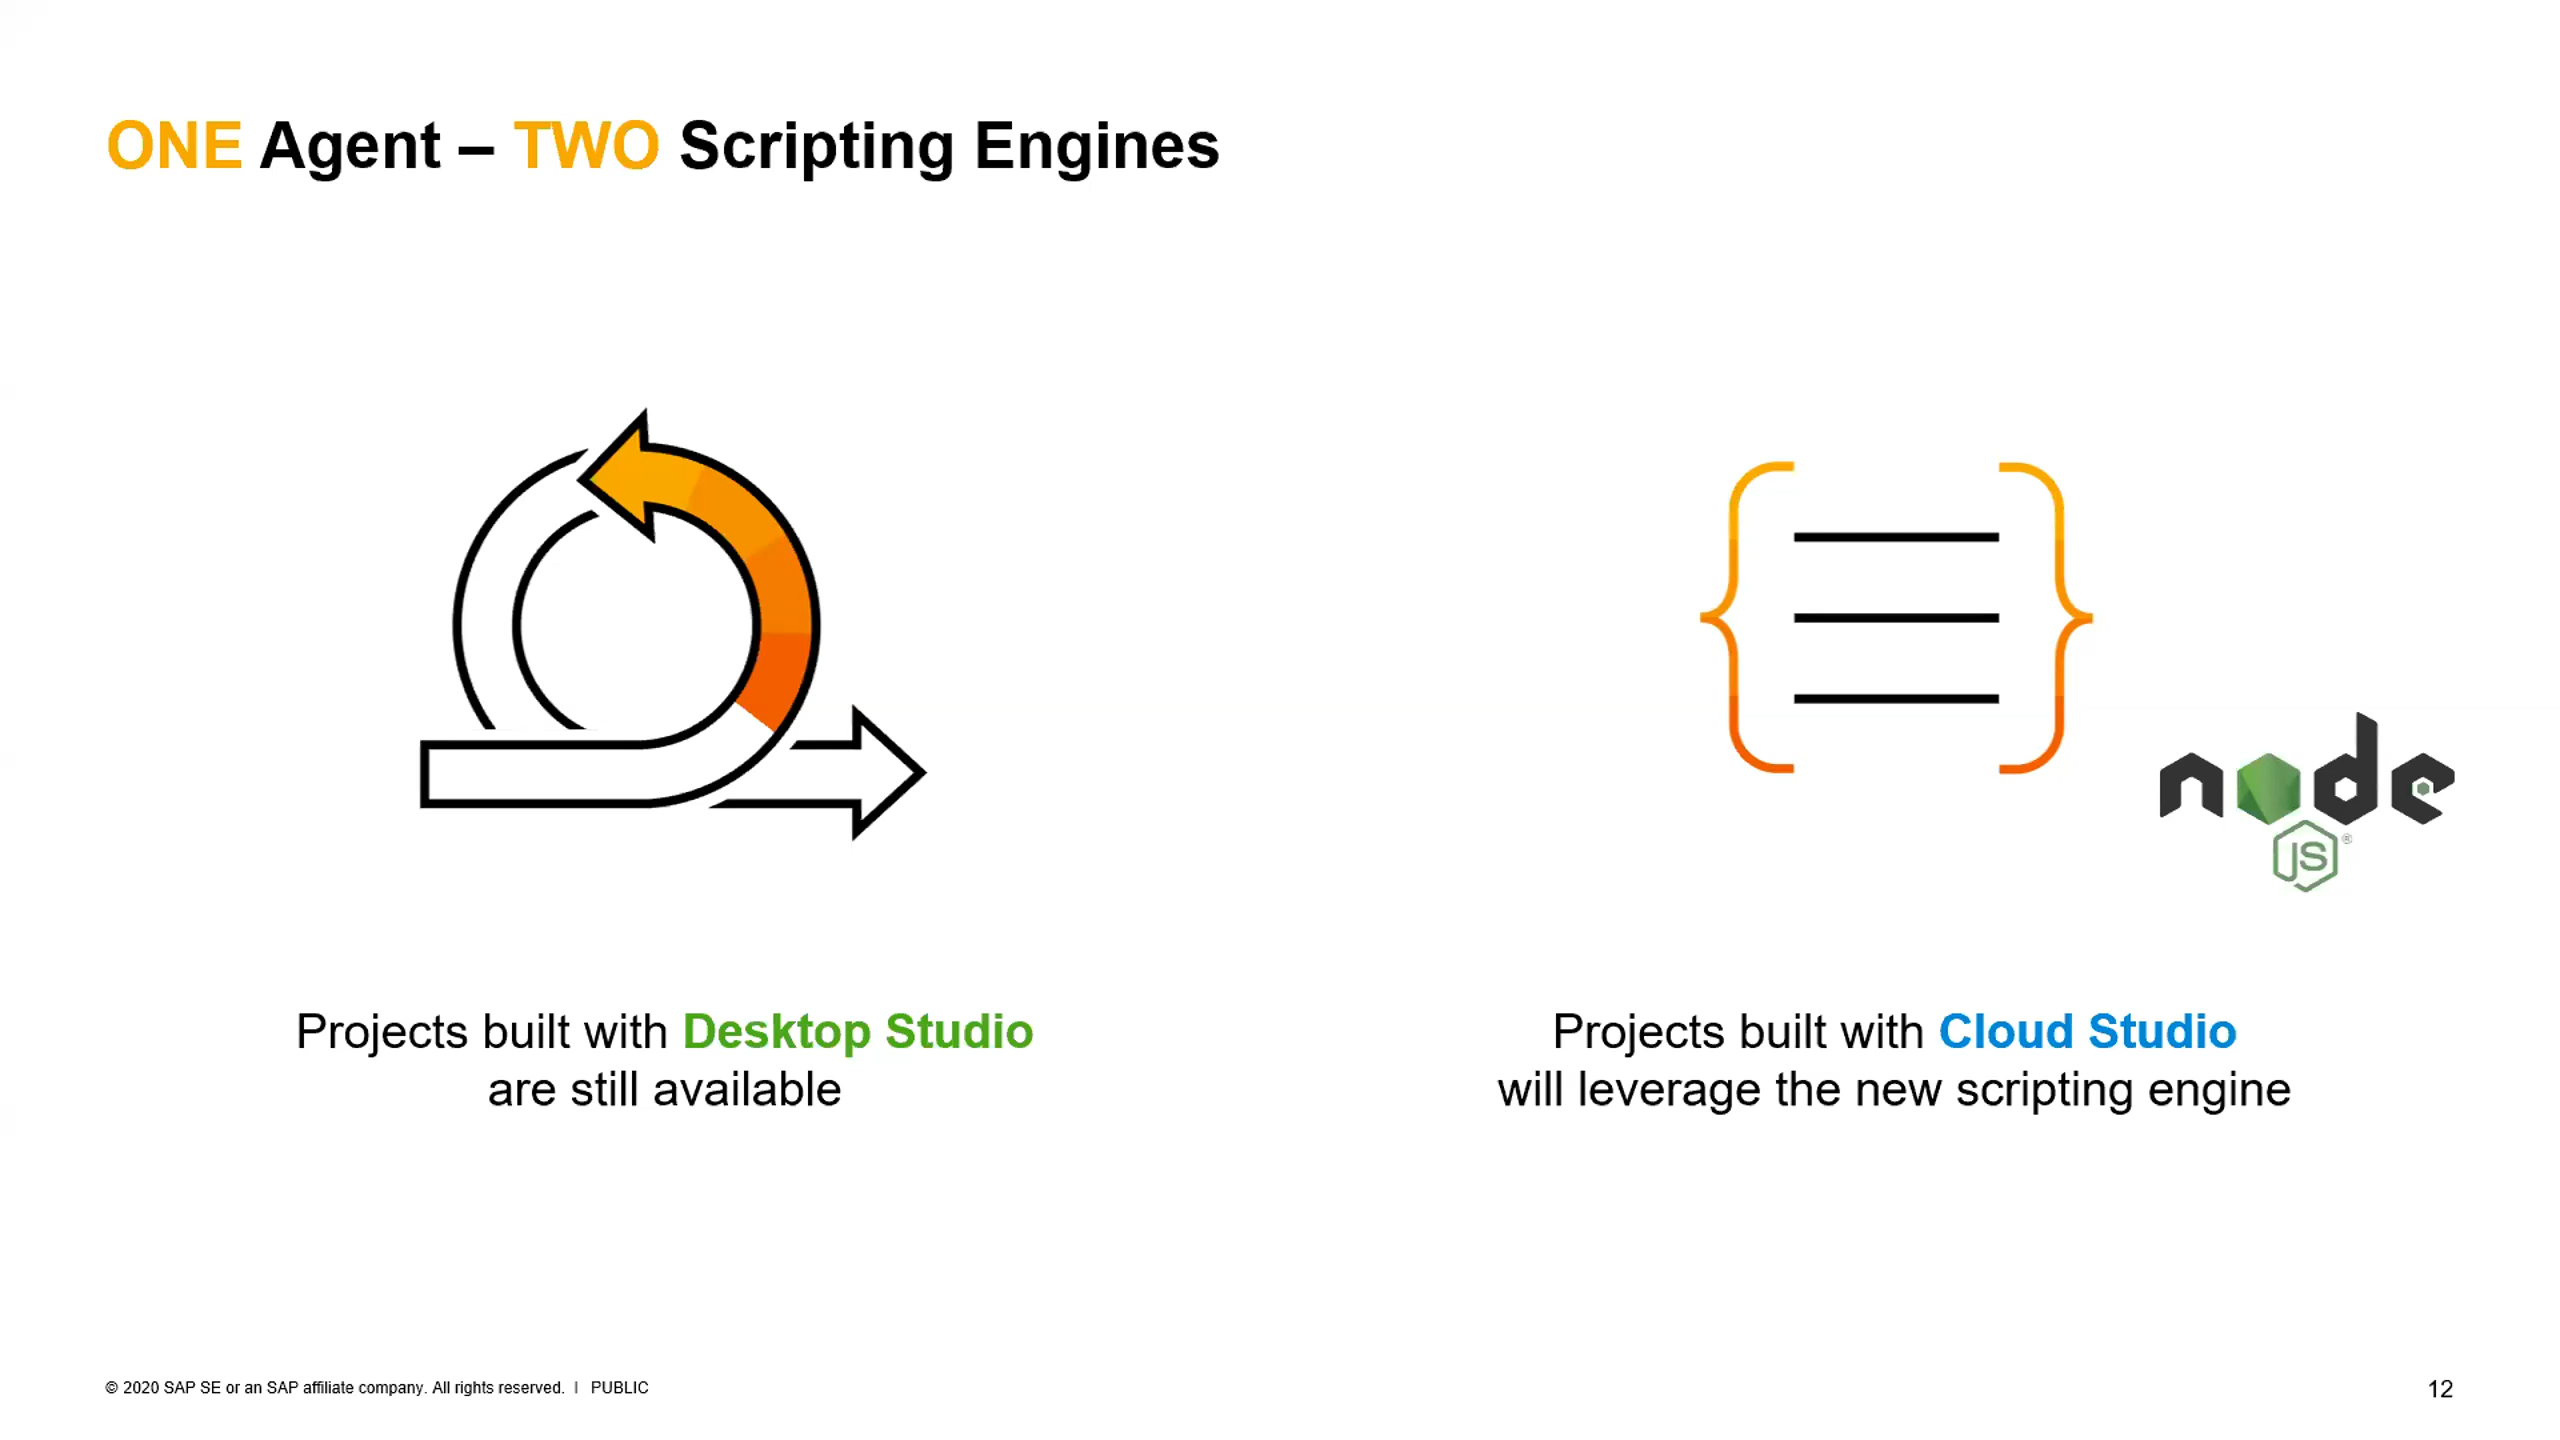 ONE Agent – TWO Scripting Engines
node
JS ®
Projects built with Desktop Studio
are still available
Projects built with Cloud Studio
will leverage the new scripting engine
© 2020 SAP SE or an SAP affiliate company. All rights reserved. | PUBLIC
12